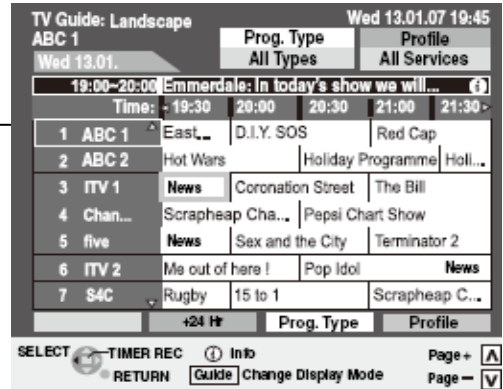 TV Guide: Landscape Wed 13.01.07 19:45
ABC 1 Prog. Type Profile
Wed 13.01. All Types All Services
19:00~20:00 Emmerdale: In today's show we will... i
Time: 19:30 20:00 20:30 21:00 21:30
1 ABC 1 East... D.I.Y. SOS Red Cap
2 ABC 2 Hot Wars Holiday Programme Holi...
3 ITV 1 News Coronation Street The Bill
4 Chan... Scrapheap Cha... Pepsi Chart Show
5 five News Sex and the City Terminator 2
6 ITV 2 Me out of here ! Pop Idol News
7 S4C Rugby 15 to 1 Scrapheap C...
+24 Hr Prog. Type Profile
SELECT TIMER REC i Info Page +
RETURN Guide Change Display Mode Page −